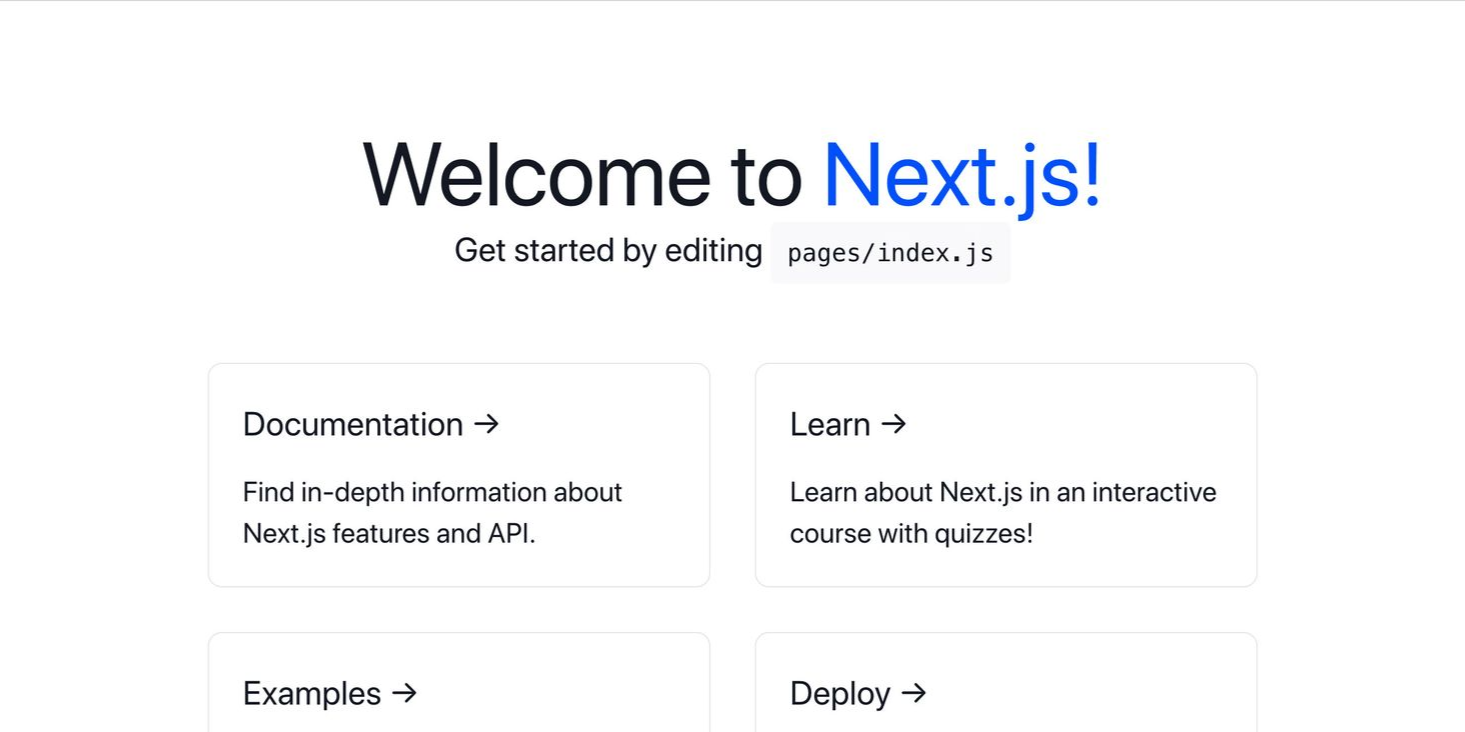 Welcome to Next.js!
Get started by editing pages/index.js
Documentation →
Find in-depth information about
Next.js features and API.
Learn →
Learn about Next.js in an interactive
course with quizzes!
Examples →
Deploy →